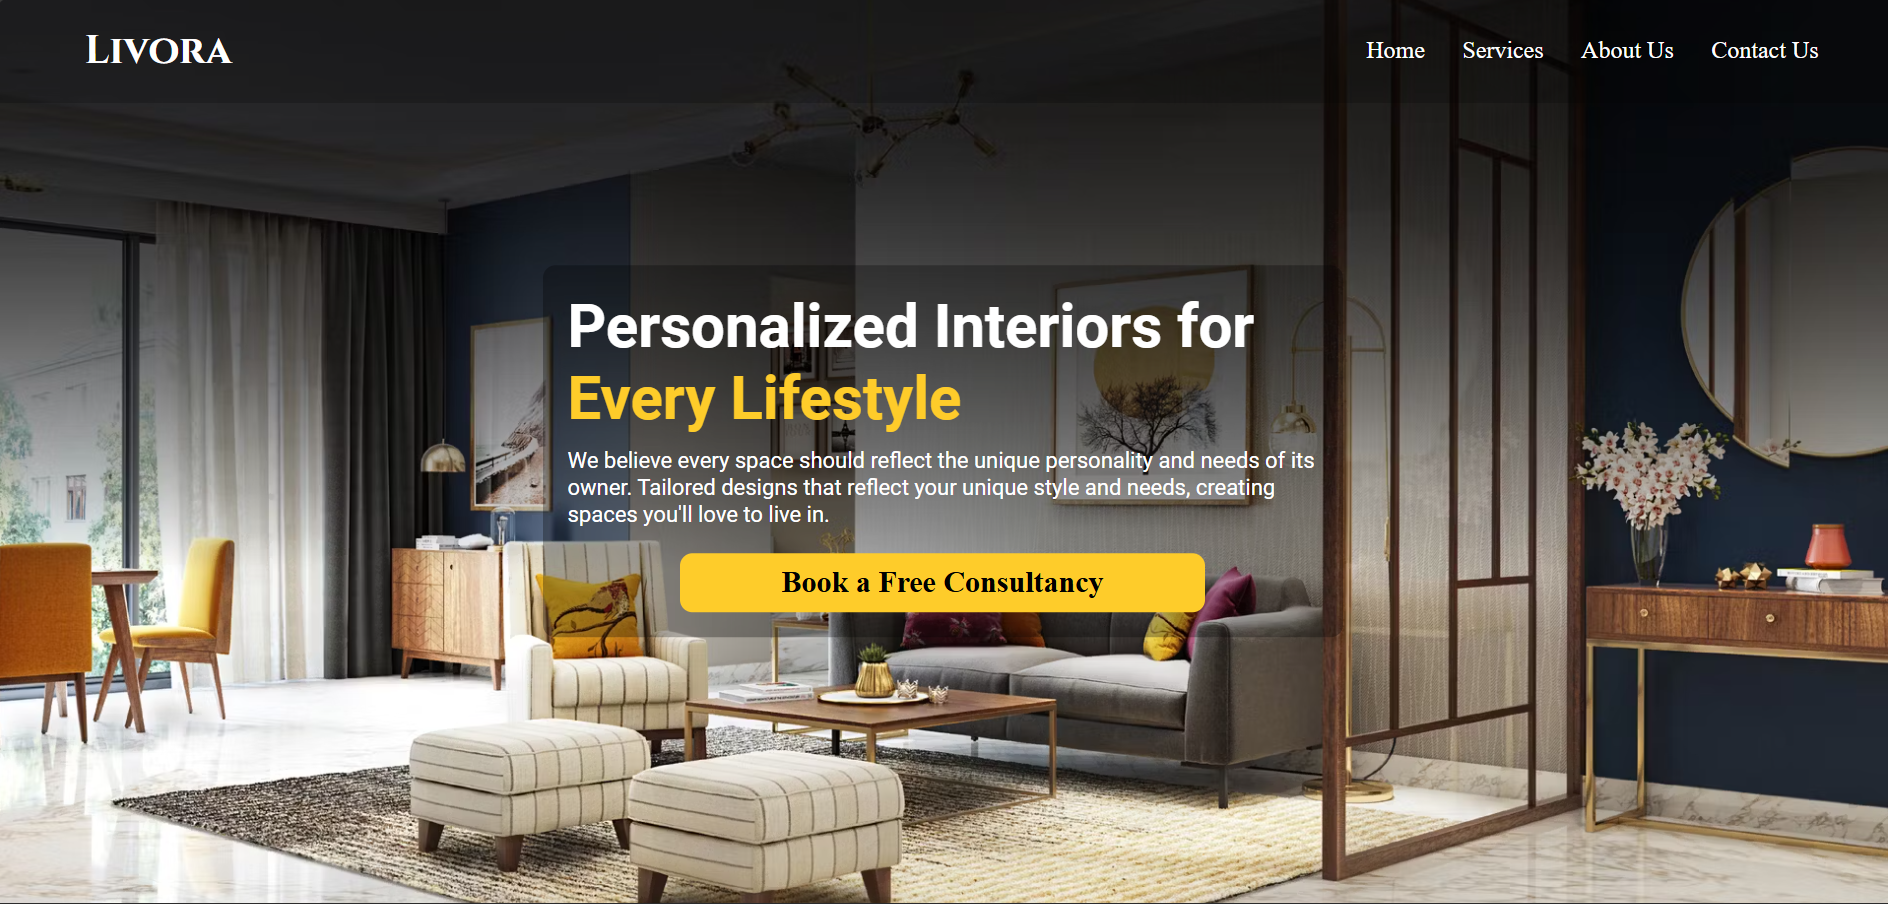 LIVORA
Home Services About Us Contact Us
Personalized Interiors for
Every Lifestyle
We believe every space should reflect the unique personality and needs of its
owner. Tailored designs that reflect your unique style and needs, creating
spaces you'll love to live in.
Book a Free Consultancy